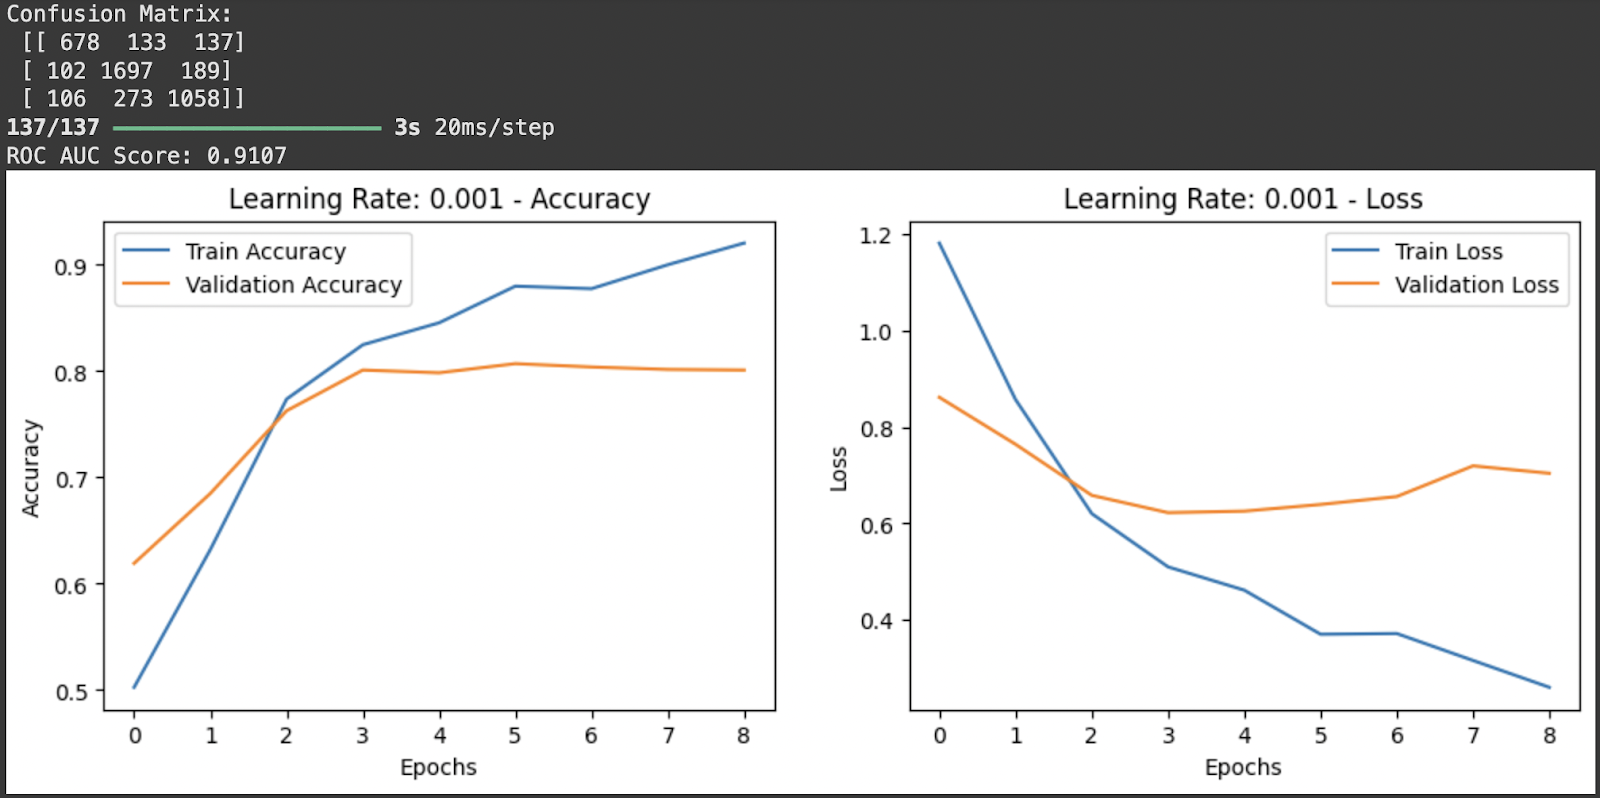 Confusion Matrix:
[[ 678 133 137]
[ 102 1697 189]
[ 106 273 1058]]
137/137 3s 20ms/step
ROC AUC Score: 0.9107
Learning Rate: 0.001 - Accuracy
Train Accuracy
Validation Accuracy
0.9
0.8
0.7
0.6
0.5
Accuracy
0 1 2 3 4 5 6 7 8
Epochs
Learning Rate: 0.001 - Loss
Train Loss
Validation Loss
1.2
1.0
0.8
0.6
0.4
Loss
0 1 2 3 4 5 6 7 8
Epochs